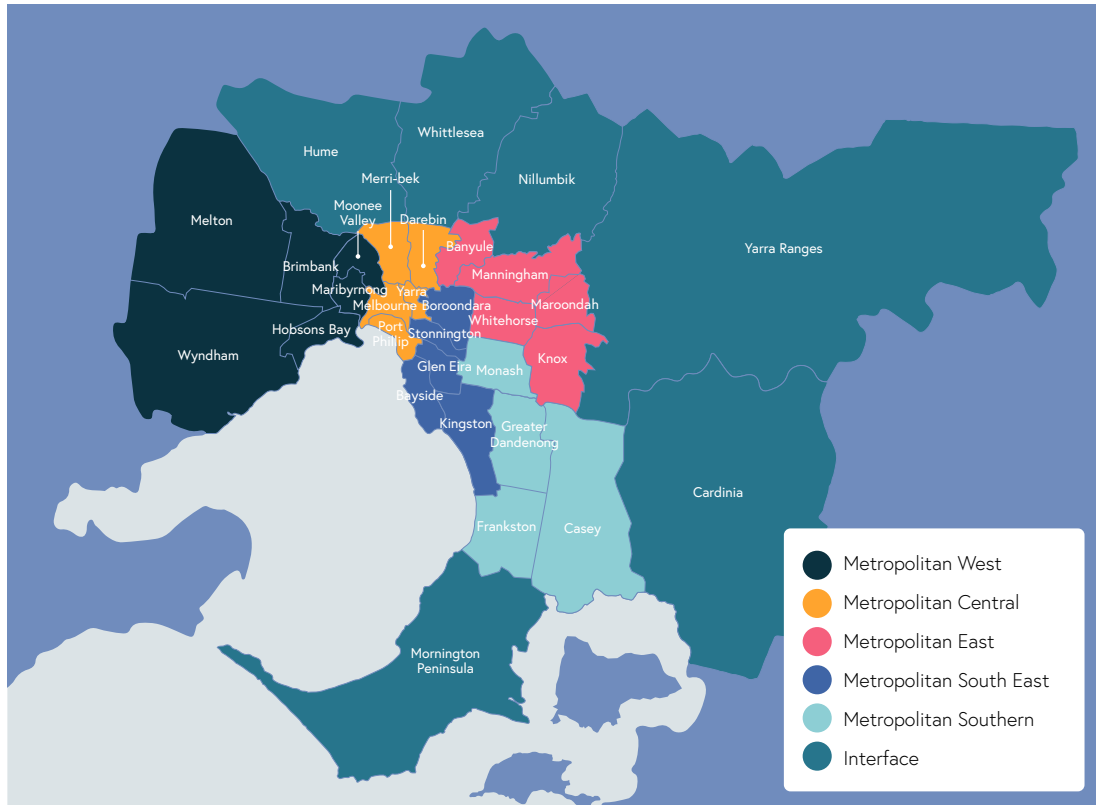 Whittlesea
Hume
Merri-bek
Nillumbik
Moonee
Valley
Darebin
Melton
Banyule
Yarra Ranges
Brimbank
Manningham
Maribyrnong
Yarra
Melbourne
Boroondara
Maroondah
Whitehorse
Hobsons Bay
Port
Phillip
Stonnington
Wyndham
Glen Eira
Monash
Knox
Bayside
Kingston
Greater
Dandenong
Cardinia
Frankston
Casey
Mornington
Peninsula
Metropolitan West
Metropolitan Central
Metropolitan East
Metropolitan South East
Metropolitan Southern
Interface